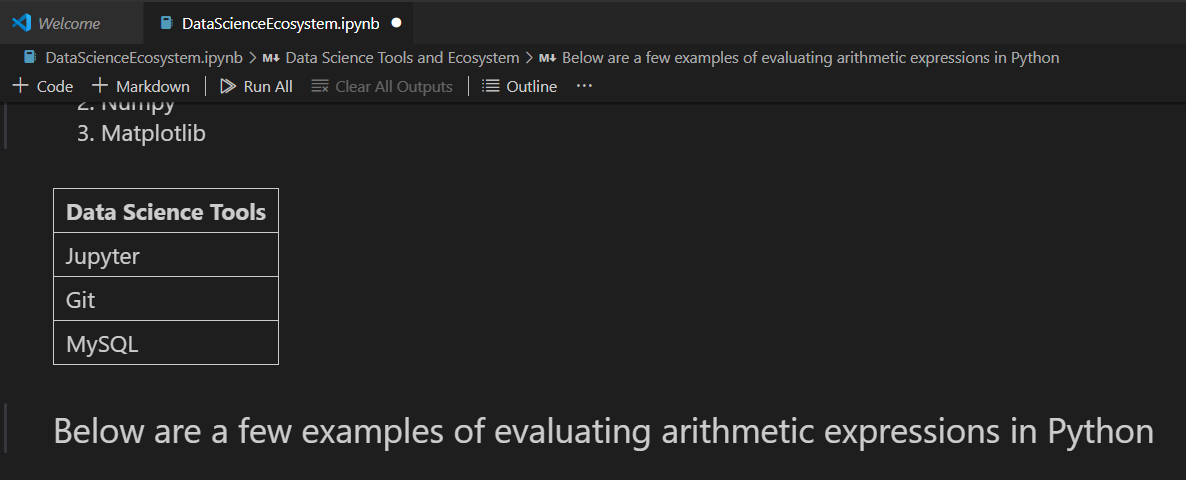 Welcome DataScienceEcosystem.ipynb
DataScienceEcosystem.ipynb > M↓ Data Science Tools and Ecosystem > M↓ Below are a few examples of evaluating arithmetic expressions in Python
+ Code + Markdown Run All Clear All Outputs Outline ...
2. Numpy
3. Matplotlib
Data Science Tools
Jupyter
Git
MySQL
Below are a few examples of evaluating arithmetic expressions in Python